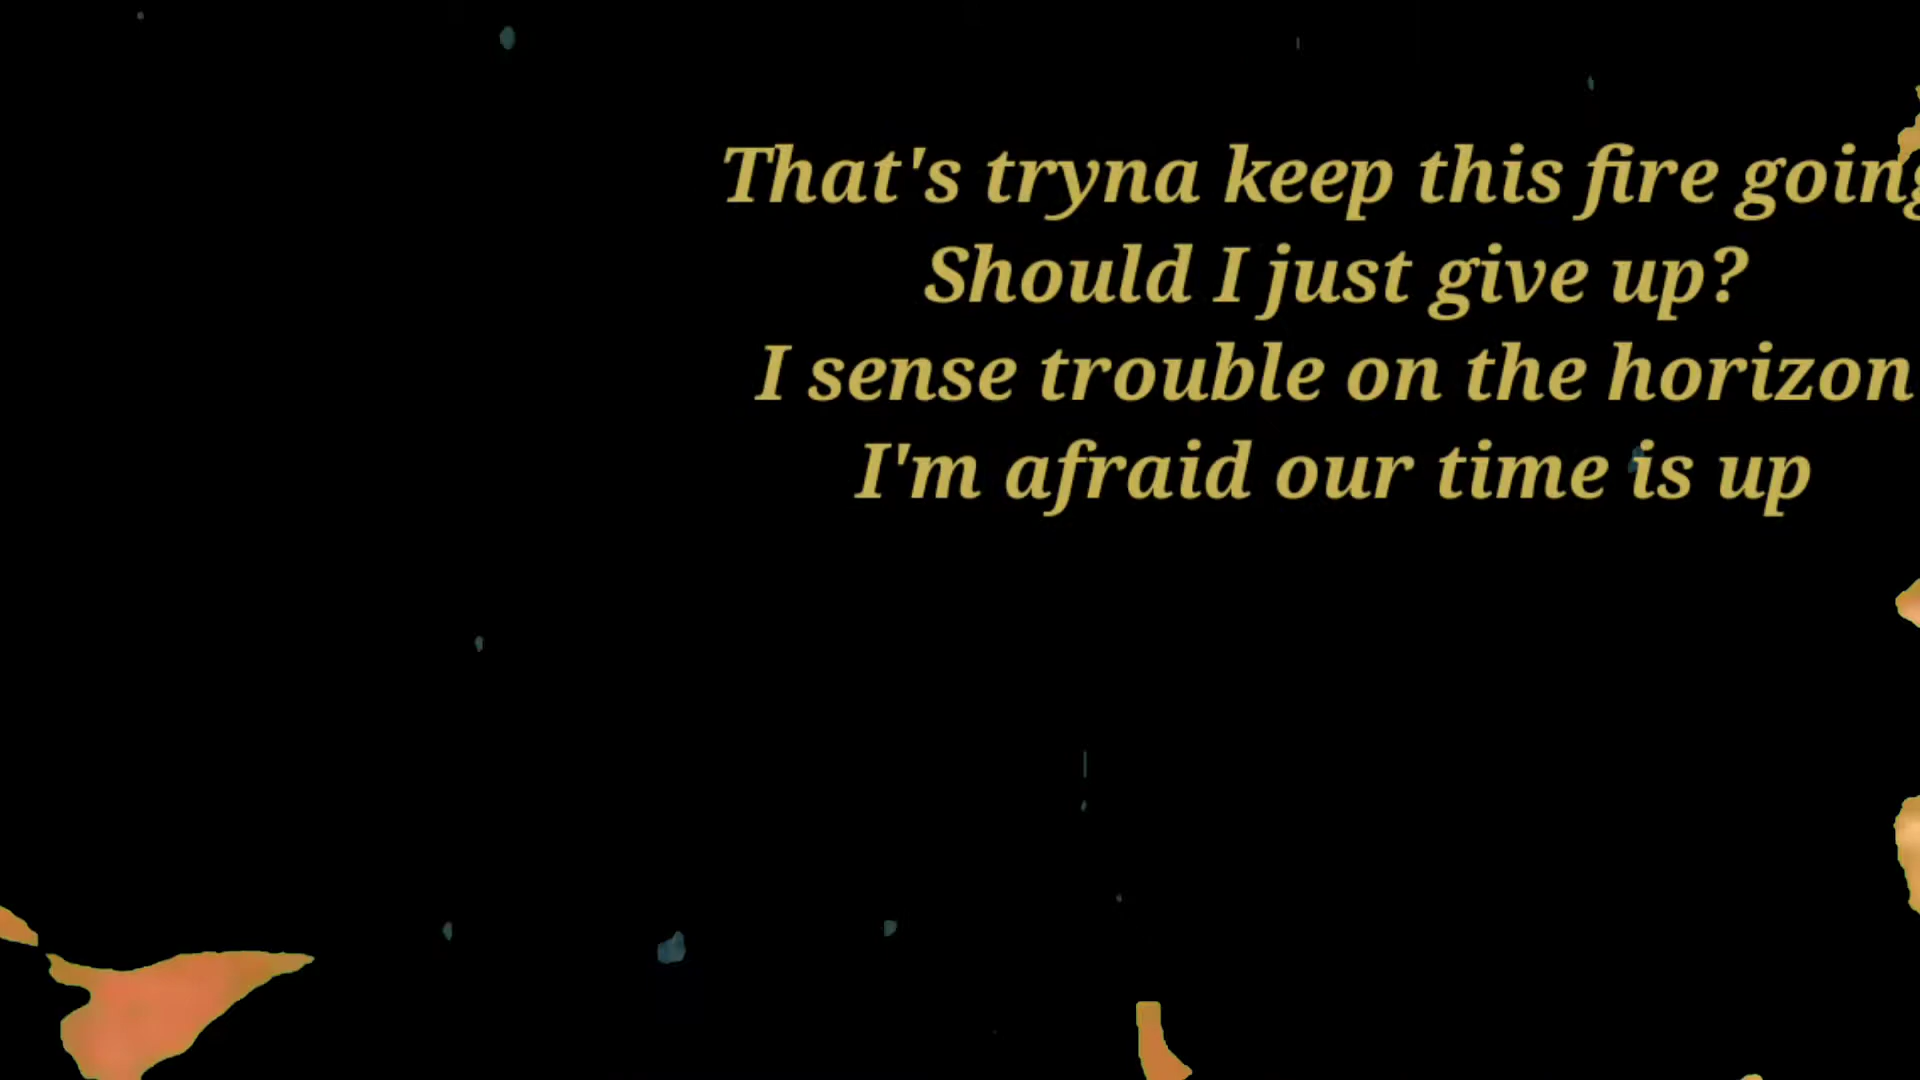 That's tryna keep this fire going
Should I just give up?
I sense trouble on the horizon
I'm afraid our time is up